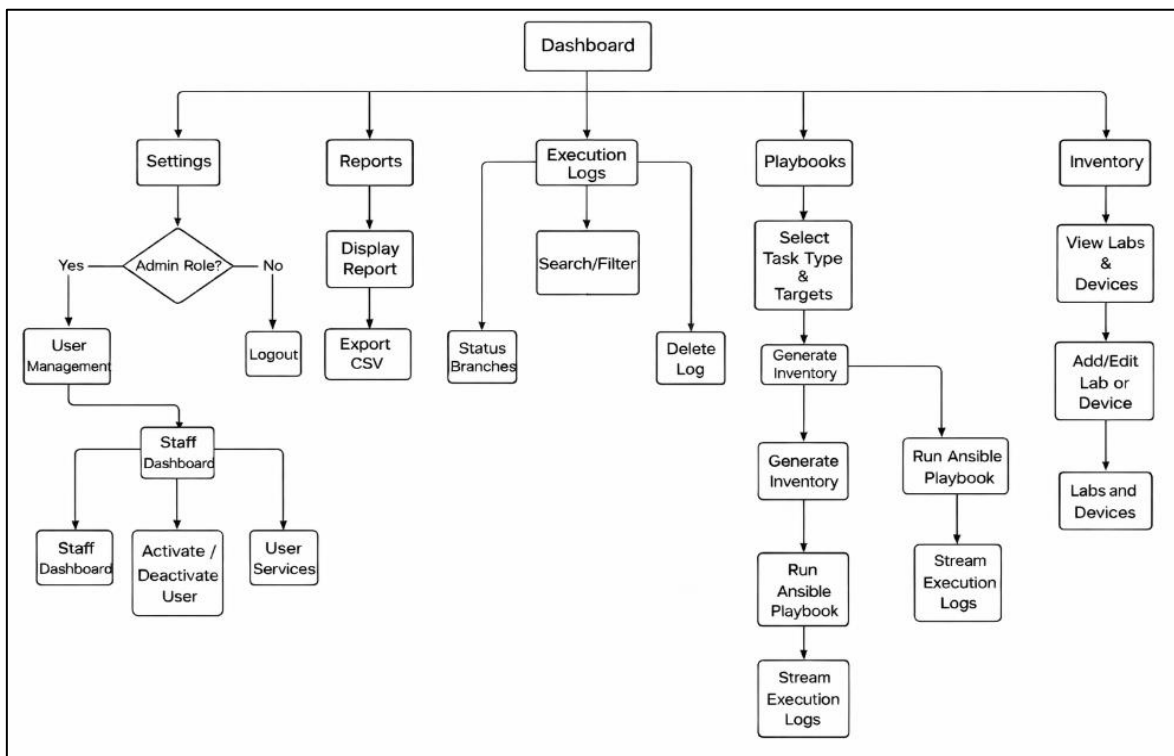 Dashboard
Settings
Reports
Execution
Logs
Playbooks
Inventory
Admin Role?
Yes
No
Display
Report
Search/Filter
Select
Task Type
&
Targets
View Labs
&
Devices
User
Management
Logout
Export
CSV
Status
Branches
Delete
Log
Generate
Inventory
Add/Edit
Lab or
Device
Staff
Dashboard
Generate
Inventory
Run Ansible
Playbook
Labs and
Devices
Staff
Dashboard
Activate /
Deactivate
User
User
Services
Run
Ansible
Playbook
Stream
Execution
Logs
Stream
Execution
Logs